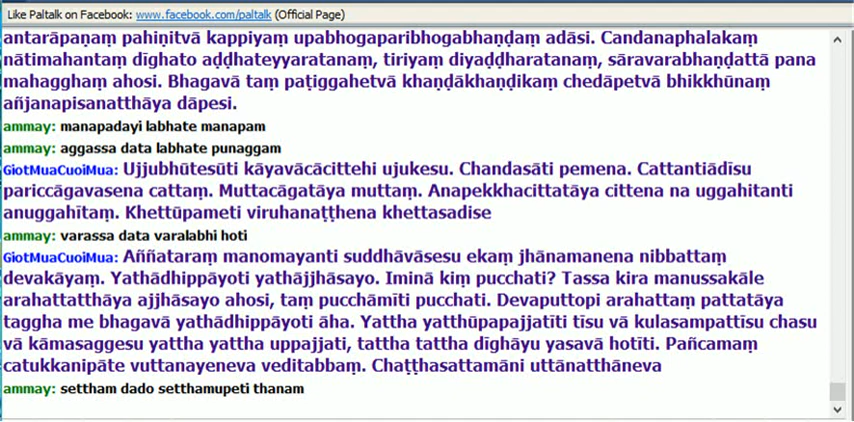 Like Paltalk on Facebook: www.facebook.com/paltalk (Official Page)
antarāpaṇaṃ pahiṇitvā kappiyaṃ upabhogaparibhogabhaṇḍaṃ adāsi. Candanaphalakaṃ
nātimahantaṃ dīghato aḍḍhateyyaratanaṃ, tiriyaṃ diyaḍḍharatanaṃ, sāravarabhaṇḍattā pana
mahagghaṃ ahosi. Bhagavā taṃ paṭiggahetvā khaṇḍākhaṇḍikaṃ chedāpetvā bhikkhūnaṃ
añjanapisanatthāya dāpesi.
ammay: manapadayi labhate manapam
ammay: aggassa data labhate punaggam
GiotMuaCuoiMua: Ujjubhūtesūti kāyavācācittehi ujukesu. Chandasāti pemena. Cattantiādīsu
pariccāgavasena cattaṃ. Muttacāgatāya muttaṃ. Anapekkhacittatāya cittena na uggahitanti
anuggahītaṃ. Khettūpameti viruhanaṭṭhena khettasadise
ammay: varassa data varalabhi hoti
GiotMuaCuoiMua: Aññataraṃ manomayanti suddhāvāsesu ekaṃ jhānamanena nibbattaṃ
devakāyaṃ. Yathādhippāyoti yathājjhāsayo. Iminā kiṃ pucchati? Tassa kira manussakāle
arahattatthāya ajjhāsayo ahosi, taṃ pucchāmīti pucchati. Devaputtopi arahattaṃ pattatāya
taggha me bhagavā yathādhippāyoti āha. Yattha yatthūpapajjatīti tīsu vā kulasampattīsu chasu
vā kāmasaggesu yattha yattha uppajjati, tattha tattha dīghāyu yasavā hotīti. Pañcamaṃ
catukkanipāte vuttanayeneva veditabbaṃ. Chaṭṭhasattamāni uttānatthāneva
ammay: settham dado setthamupeti thanam